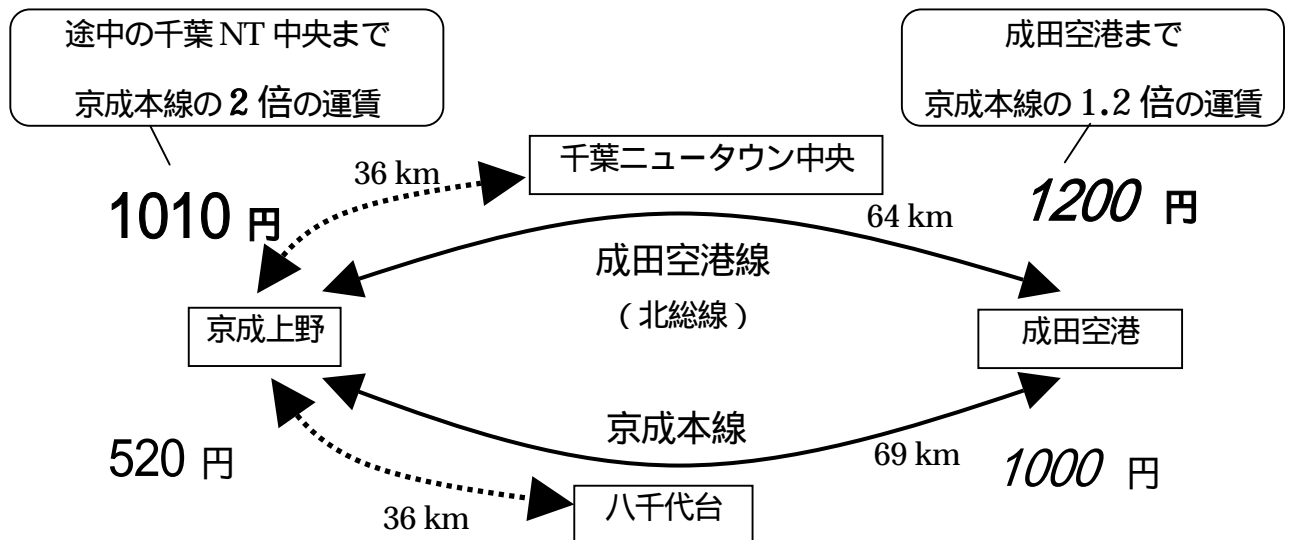 途中の千葉 NT 中央まで
京成本線の 2 倍の運賃
成田空港まで
京成本線の 1.2 倍の運賃
36 km
千葉ニュータウン中央
1010 円
1200 円
64 km
成田空港線
(北総線)
京成上野
成田空港
京成本線
520 円
69 km
1000 円
八千代台
36 km